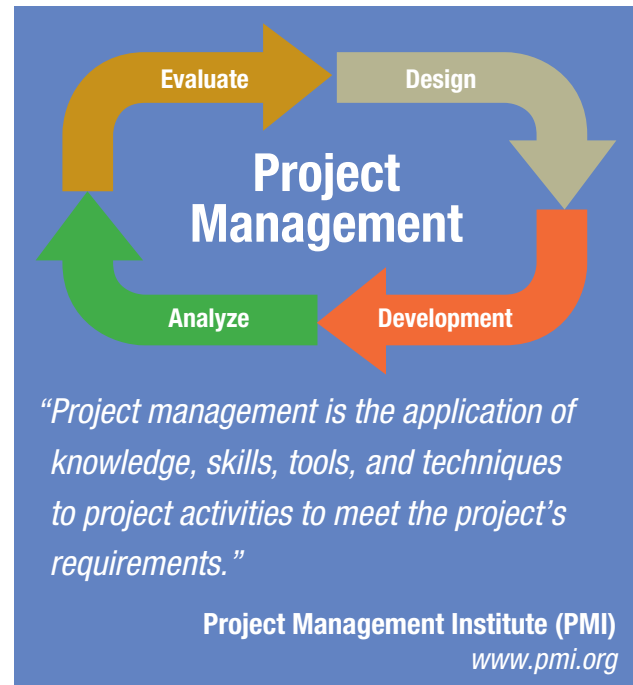 Evaluate
Design
Project
Management
Analyze
Development
“Project management is the application of
knowledge, skills, tools, and techniques
to project activities to meet the project’s
requirements.”
Project Management Institute (PMI)
www.pmi.org